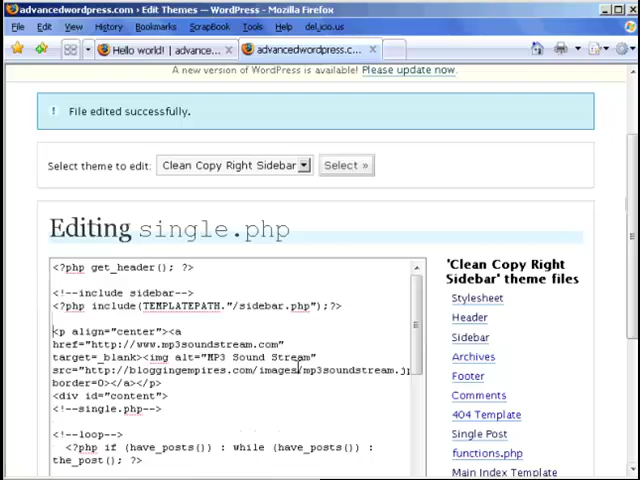 advancedwordpress.com › Edit Themes — WordPress - Mozilla Firefox
File Edit View History Bookmarks ScrapBook Tools del.icio.us
Hello world! | advance... advancedwordpress.c...
A new version of WordPress is available! Please update now.
! File edited successfully.
Select theme to edit: Clean Copy Right Sidebar Select »
Editing single.php
'Clean Copy Right
Sidebar' theme files
Stylesheet
Header
Sidebar
Archives
Footer
Comments
404 Template
Single Post
functions.php
Main Index Template
<?php get_header(); ?>
<!--include sidebar-->
<?php include(TEMPLATEPATH."/sidebar.php");?>
<p align="center"><a
href="http://www.mp3soundstream.com"
target=_blank><img alt="MP3 Sound Stream"
src="http://bloggingempires.com/images/mp3soundstream.jp
border=0></a></p>
<div id="content">
<!--single.php-->
<!--loop-->
<?php if (have_posts()) : while (have_posts()) :
the_post(); ?>